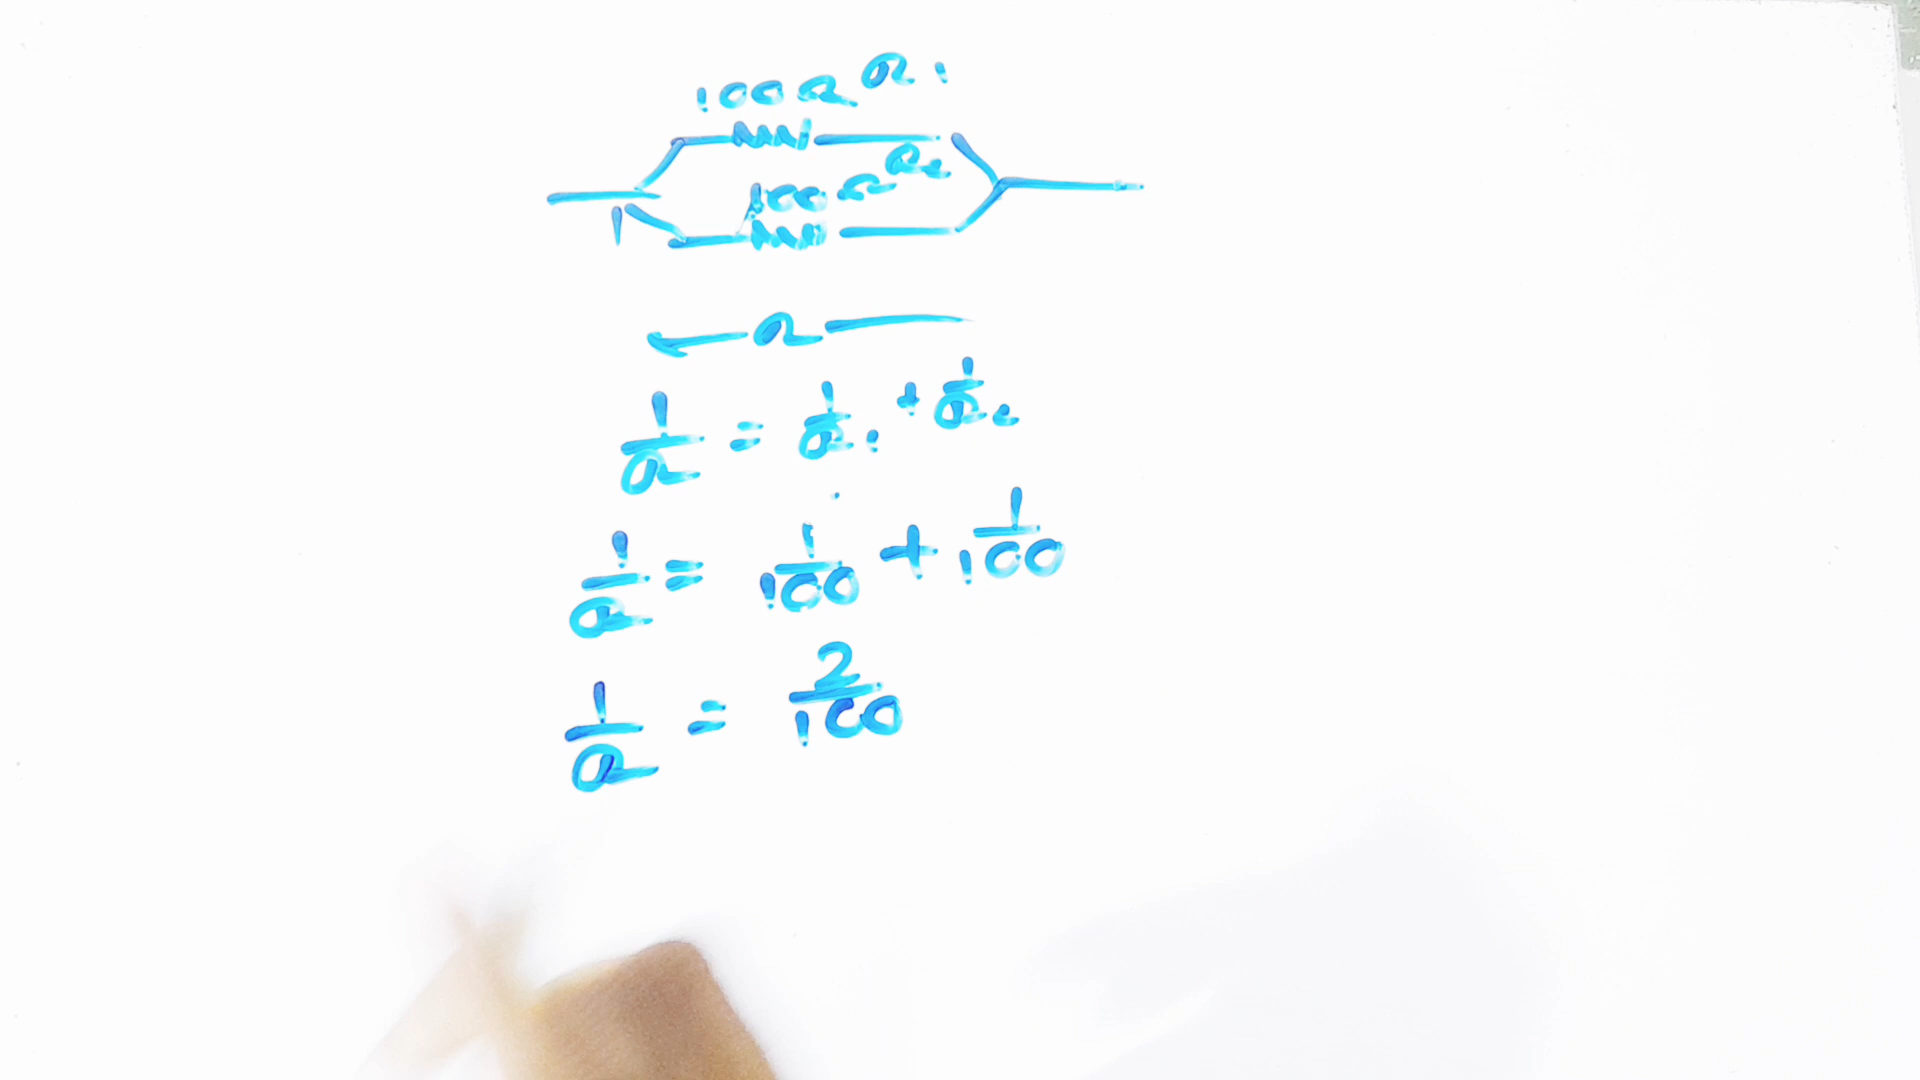 100Ω R1
100Ω R2
R
1/R = 1/R1 + 1/R2
1/R = 1/100 + 1/100
1/R = 2/100